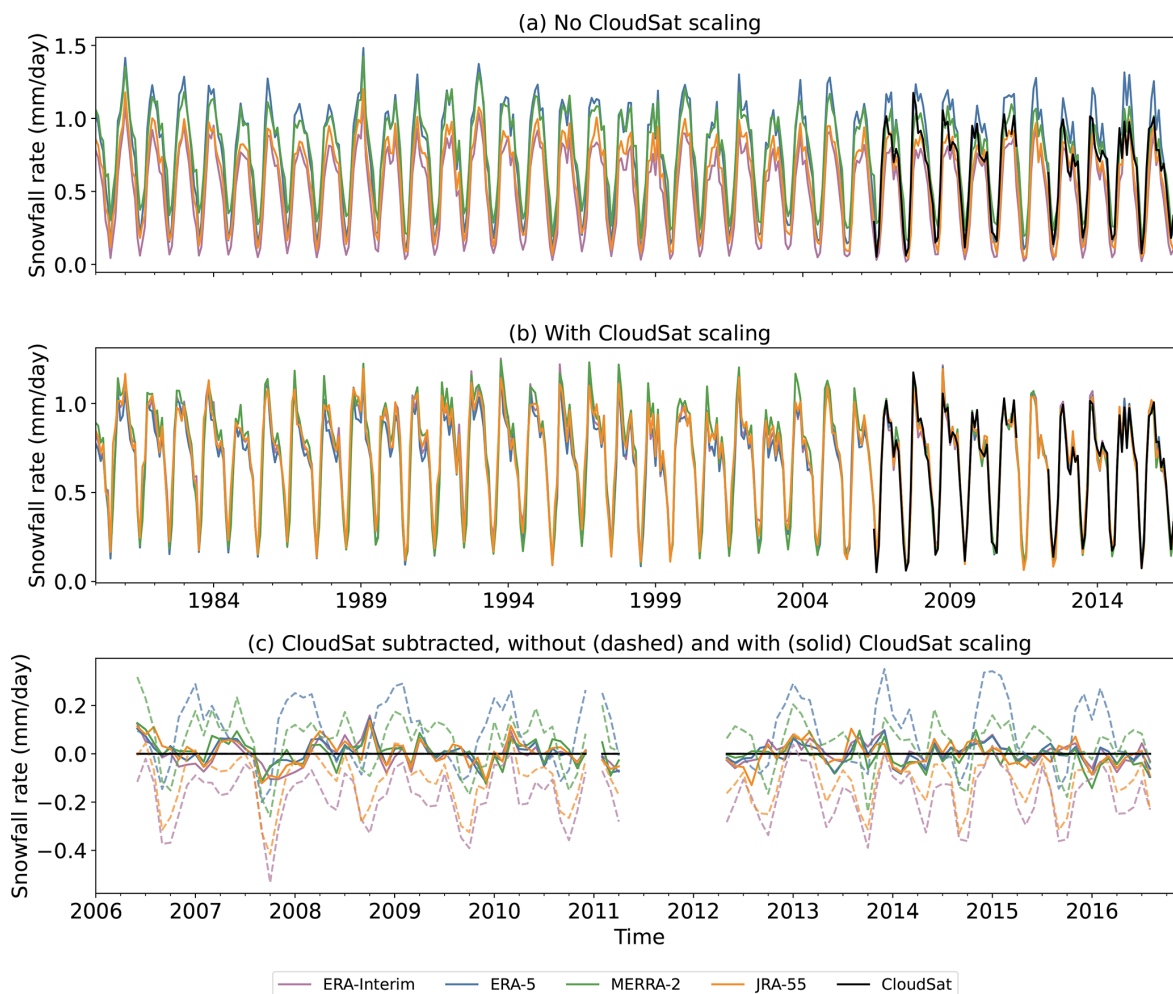 (a) No CloudSat scaling
Snowfall rate (mm/day)
1.5
1.0
0.5
0.0
(b) With CloudSat scaling
Snowfall rate (mm/day)
1.0
0.5
0.0
1984 1989 1994 1999 2004 2009 2014
(c) CloudSat subtracted, without (dashed) and with (solid) CloudSat scaling
Snowfall rate (mm/day)
0.2
0.0
−0.2
−0.4
2006 2007 2008 2009 2010 2011 2012 2013 2014 2015 2016
Time
ERA-Interim ERA-5 MERRA-2 JRA-55 CloudSat